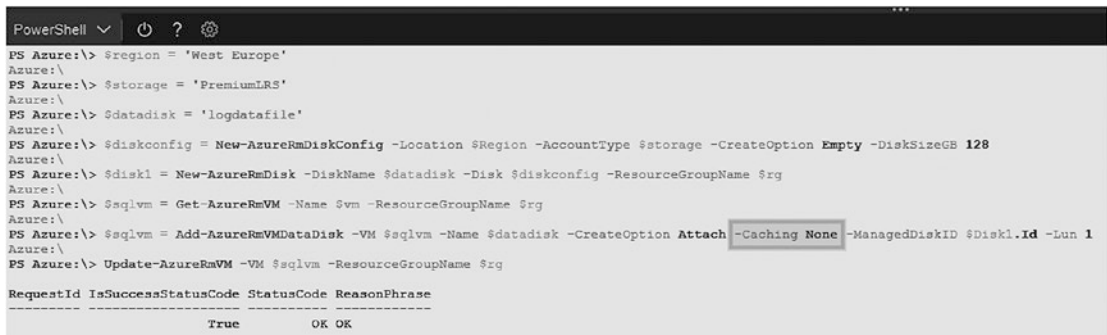 PowerShell
?
PS Azure:\> $region = 'West Europe'
Azure:\
PS Azure:\> $storage = 'PremiumLRS'
Azure:\
PS Azure:\> $datadisk = 'logdatafile'
Azure:\
PS Azure:\> $diskconfig = New-AzureRmDiskConfig -Location $Region -AccountType $storage -CreateOption Empty -DiskSizeGB 128
Azure:\
PS Azure:\> $disk1 = New-AzureRmDisk -DiskName $datadisk -Disk $diskconfig -ResourceGroupName $rg
Azure:\
PS Azure:\> $sqlvm = Get-AzureRmVM -Name $vm -ResourceGroupName $rg
Azure:\
PS Azure:\> $sqlvm = Add-AzureRmVMDataDisk -VM $sqlvm -Name $datadisk -CreateOption Attach -Caching None -ManagedDiskID $Disk1.Id -Lun 1
Azure:\
PS Azure:\> Update-AzureRmVM -VM $sqlvm -ResourceGroupName $rg
RequestId IsSuccessStatusCode StatusCode ReasonPhrase
--------- ------------------- ---------- ------------
True OK OK